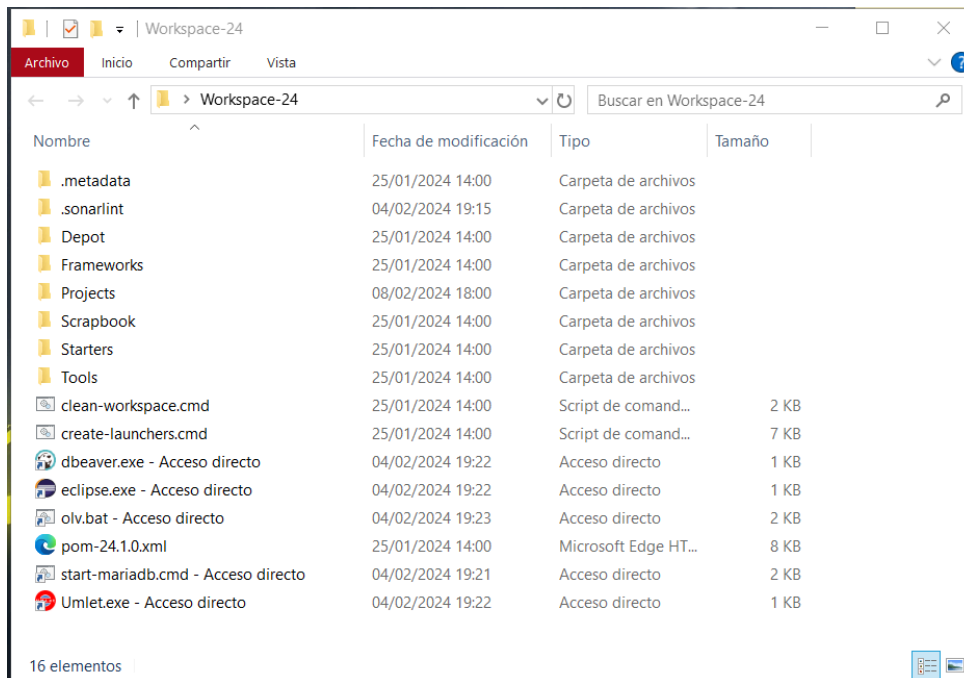 Workspace-24
Archivo Inicio Compartir Vista
Workspace-24 Buscar en Workspace-24
Nombre Fecha de modificación Tipo Tamaño
.metadata 25/01/2024 14:00 Carpeta de archivos
.sonarlint 04/02/2024 19:15 Carpeta de archivos
Depot 25/01/2024 14:00 Carpeta de archivos
Frameworks 25/01/2024 14:00 Carpeta de archivos
Projects 08/02/2024 18:00 Carpeta de archivos
Scrapbook 25/01/2024 14:00 Carpeta de archivos
Starters 25/01/2024 14:00 Carpeta de archivos
Tools 25/01/2024 14:00 Carpeta de archivos
clean-workspace.cmd 25/01/2024 14:00 Script de comand... 2 KB
create-launchers.cmd 25/01/2024 14:00 Script de comand... 7 KB
dbeaver.exe - Acceso directo 04/02/2024 19:22 Acceso directo 1 KB
eclipse.exe - Acceso directo 04/02/2024 19:22 Acceso directo 1 KB
olv.bat - Acceso directo 04/02/2024 19:23 Acceso directo 2 KB
pom-24.1.0.xml 25/01/2024 14:00 Microsoft Edge HT... 8 KB
start-mariadb.cmd - Acceso directo 04/02/2024 19:21 Acceso directo 2 KB
Umlet.exe - Acceso directo 04/02/2024 19:22 Acceso directo 1 KB
16 elementos